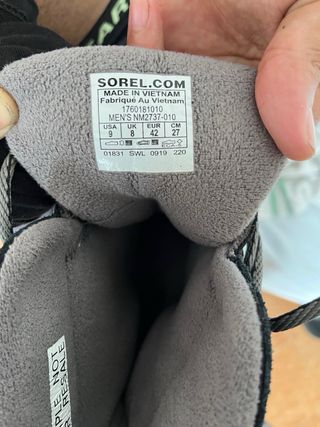 SOREL.COM
MADE IN VIETNAM
Fabriqué Au Vietnam
1760181010
MEN'S NM2737-010
USA UK EUR CM
9 8 42 27
01831 SWL 0919 220